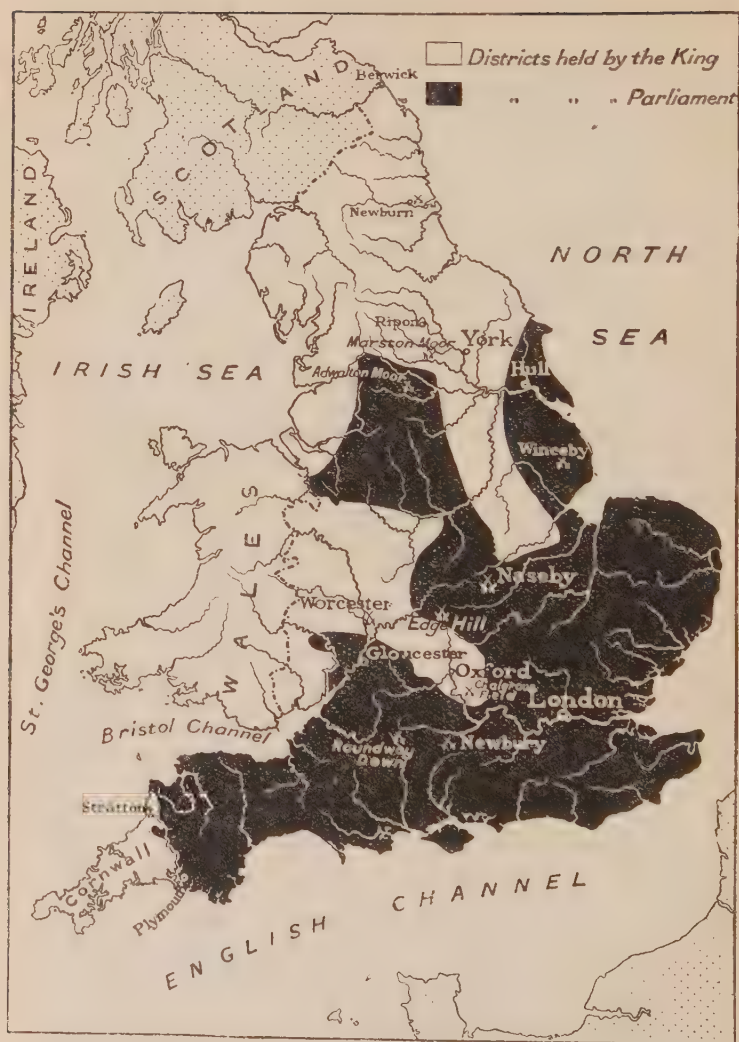 Districts held by the King
" " " Parliament
SCOTLAND
Berwick
IRELAND
Newburn
NORTH
SEA
Ripon
Marston Moor
York
IRISH SEA
Adwalton Moor
Hull
Winceby
St. George's Channel
WALES
Naseby
Worcester
Edge Hill
Gloucester
Oxford
Chalgrove
Field
London
Bristol Channel
Roundway
Down
Newbury
Stratton
Cornwall
Plymouth
ENGLISH CHANNEL